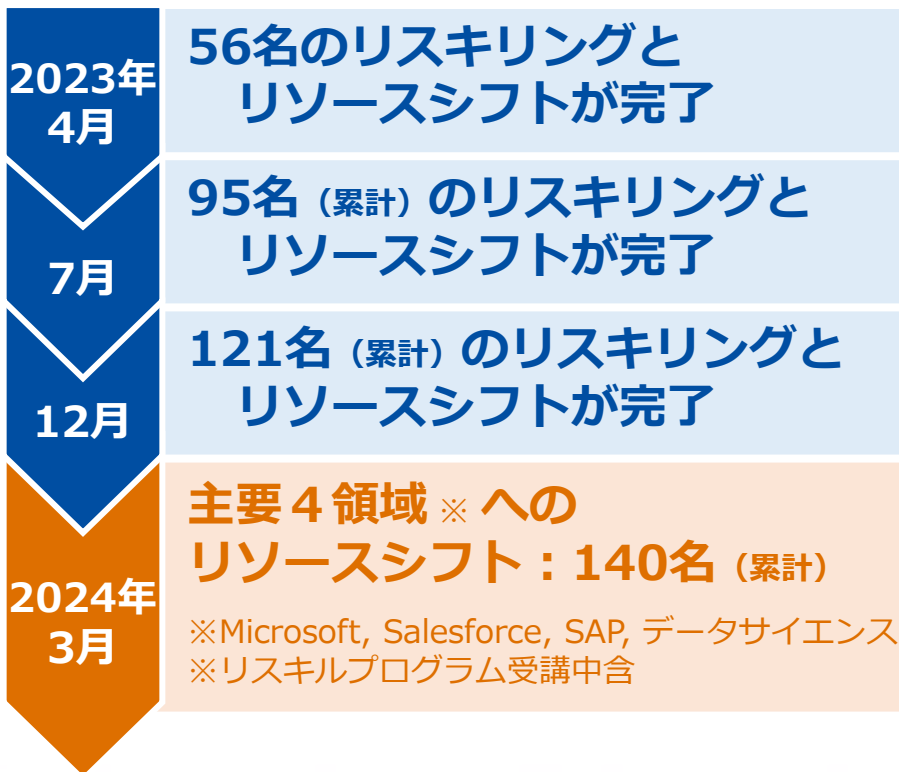 2023年
4月
56名のリスキリングと
リソースシフトが完了
7月
95名（累計）のリスキリングと
リソースシフトが完了
12月
121名（累計）のリスキリングと
リソースシフトが完了
2024年
3月
主要４領域 ※ への
リソースシフト：140名（累計）
※Microsoft, Salesforce, SAP, データサイエンス
※リスキルプログラム受講中含